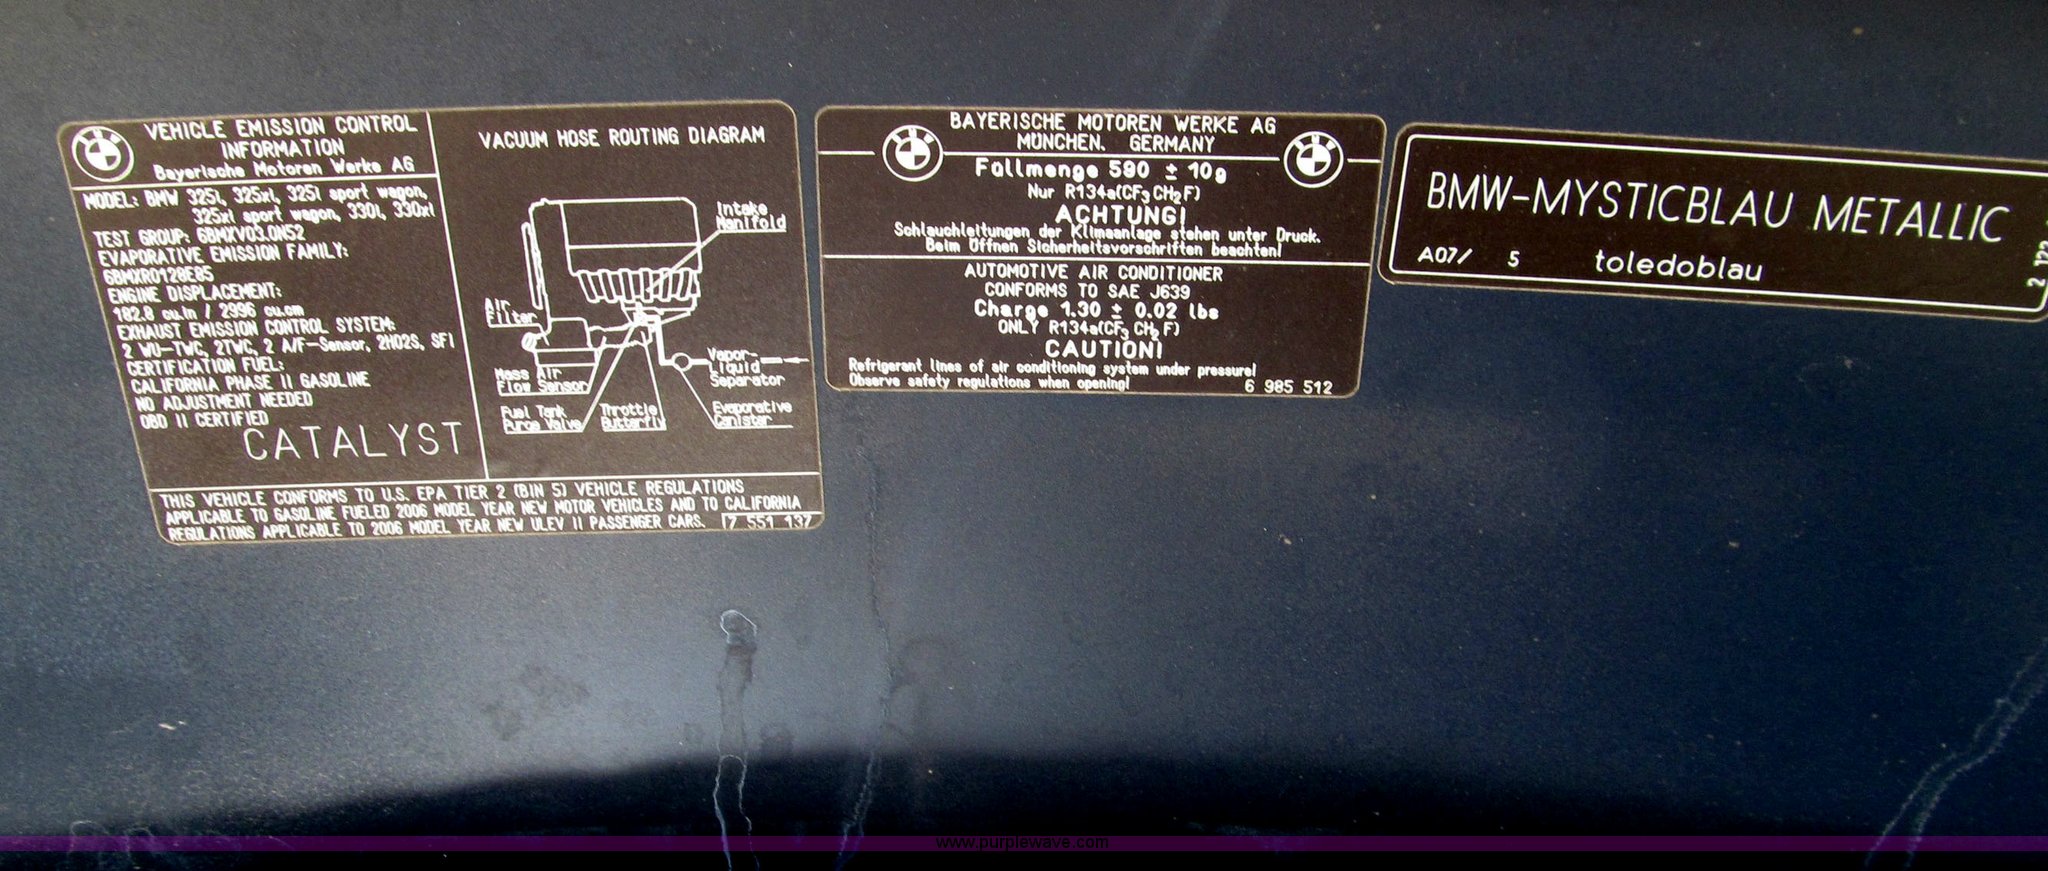 VEHICLE EMISSION CONTROL
INFORMATION
Bayerische Motoren Werke AG
MODEL: BMW 325i, 325xi, 325i sport wagon,
325xi sport wagon, 330i, 330xi
TEST GROUP: 6BMXV03.0N52
EVAPORATIVE EMISSION FAMILY:
6BMXR0128E85
ENGINE DISPLACEMENT:
182.8 cu.in / 2996 cu.cm
EXHAUST EMISSION CONTROL SYSTEM:
2 WU-TWC, 2TWC, 2 A/F-Sensor, 2HO2S, SFI
CERTIFICATION FUEL:
CALIFORNIA PHASE II GASOLINE
NO ADJUSTMENT NEEDED
OBD II CERTIFIED
CATALYST
VACUUM HOSE ROUTING DIAGRAM
Intake
Manifold
Air
Filter
Mass Air
Flow Sensor
Vapor-
Liquid
Separator
Fuel Tank
Purge Valve
Throttle
Butterfly
Evaporative
Canister
THIS VEHICLE CONFORMS TO U.S. EPA TIER 2 (BIN 5) VEHICLE REGULATIONS
APPLICABLE TO GASOLINE FUELED 2006 MODEL YEAR NEW MOTOR VEHICLES AND TO CALIFORNIA
REGULATIONS APPLICABLE TO 2006 MODEL YEAR NEW ULEV II PASSENGER CARS.
7 551 137
BAYERISCHE MOTOREN WERKE AG
MÜNCHEN. GERMANY
Füllmenge 590 ± 10g
Nur R134a(CF3CH2F)
ACHTUNG!
Schlauchleitungen der Klimaanlage stehen unter Druck.
Beim Öffnen Sicherheitsvorschriften beachten!
AUTOMOTIVE AIR CONDITIONER
CONFORMS TO SAE J639
Charge 1.30 ± 0.02 lbs
ONLY R134a(CF3 CH2 F)
CAUTION!
Refrigerant lines of air conditioning system under pressure!
Observe safety regulations when opening!
6 985 512
BMW-MYSTICBLAU METALLIC
A07/ 5 toledoblau
www.purplewave.com